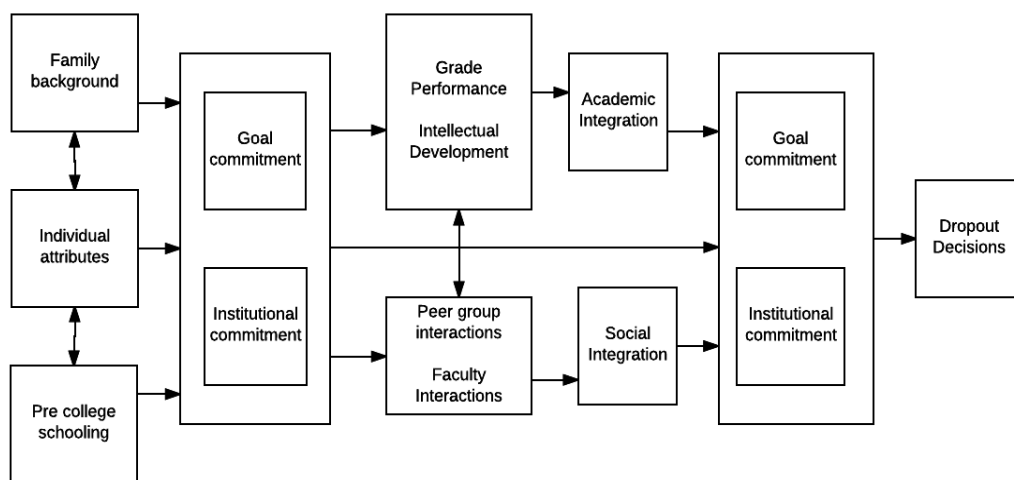 Family
background
Individual
attributes
Pre college
schooling
Goal
commitment
Institutional
commitment
Grade
Performance
Intellectual
Development
Peer group
interactions
Faculty
Interactions
Academic
Integration
Social
Integration
Goal
commitment
Institutional
commitment
Dropout
Decisions